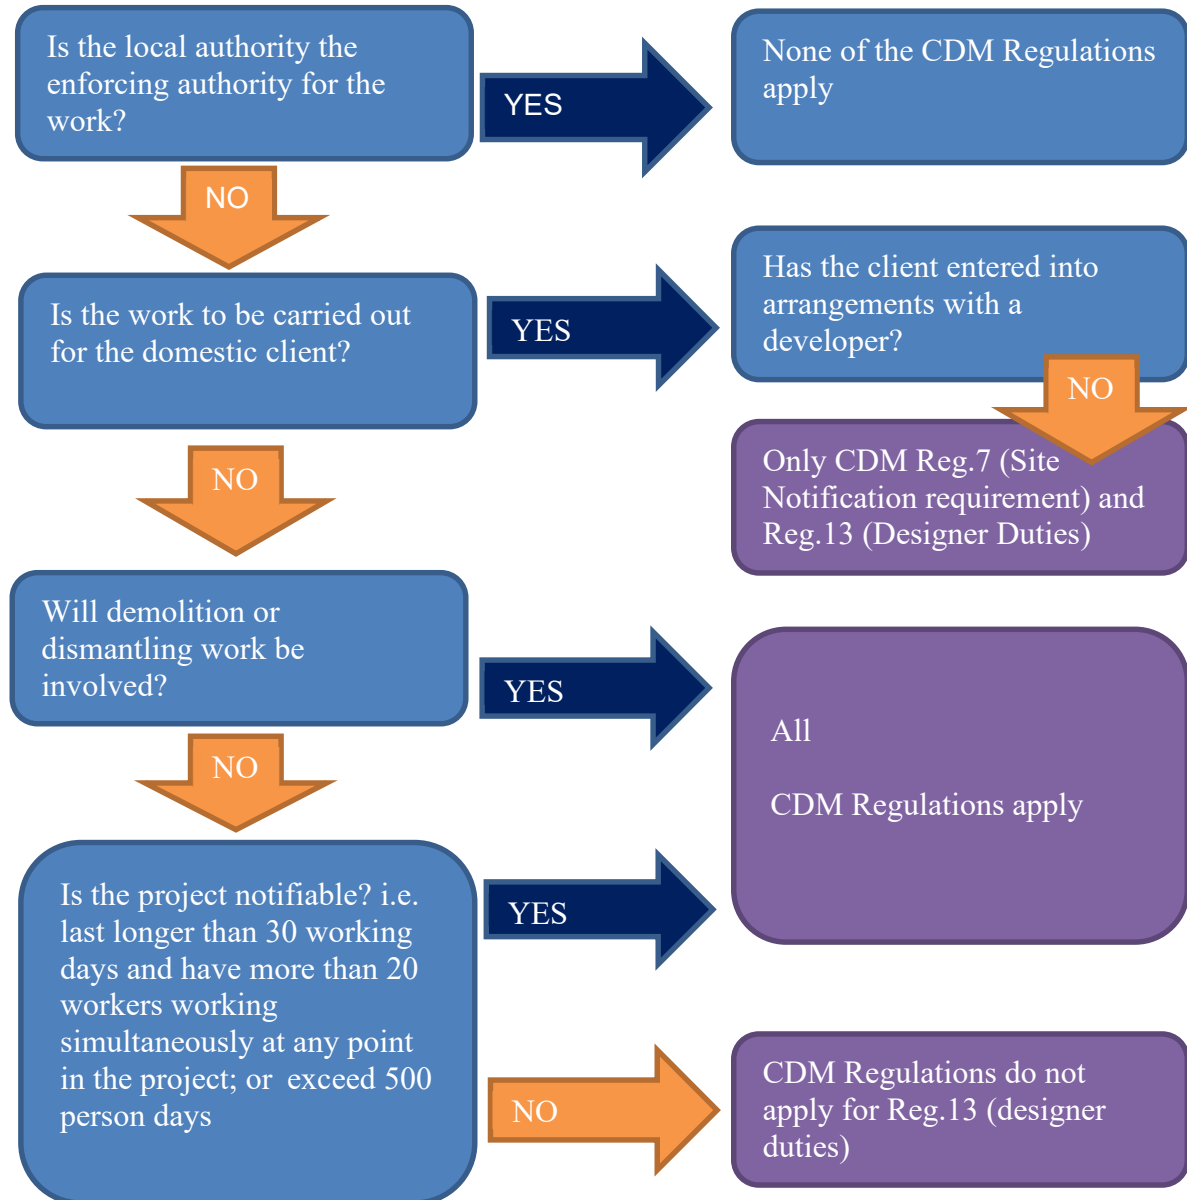 Is the local authority the
enforcing authority for the
work?
YES
None of the CDM Regulations
apply
NO
Is the work to be carried out
for the domestic client?
YES
Has the client entered into
arrangements with a
developer?
NO
Only CDM Reg.7 (Site
Notification requirement) and
Reg.13 (Designer Duties)
NO
Will demolition or
dismantling work be
involved?
YES
All
CDM Regulations apply
NO
Is the project notifiable? i.e.
last longer than 30 working
days and have more than 20
workers working
simultaneously at any point
in the project; or  exceed 500
person days
YES
NO
CDM Regulations do not
apply for Reg.13 (designer
duties)